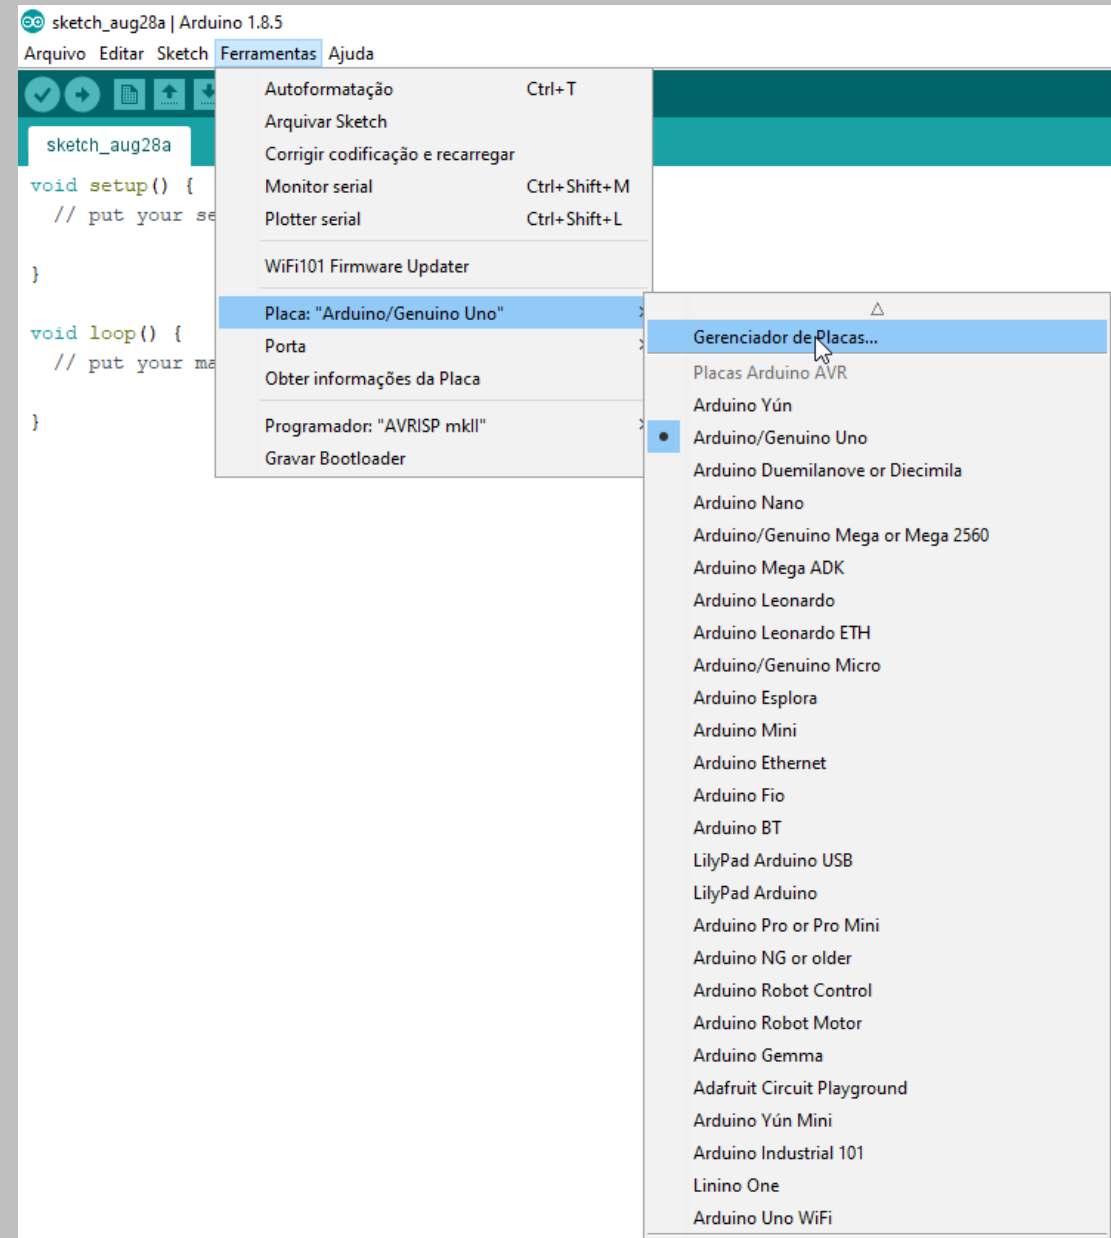 sketch_aug28a | Arduino 1.8.5
Arquivo Editar Sketch Ferramentas Ajuda
sketch_aug28a
void setup() {
// put your se
}
void loop() {
// put your ma
}
Autoformatação Ctrl+T
Arquivar Sketch
Corrigir codificação e recarregar
Monitor serial Ctrl+Shift+M
Plotter serial Ctrl+Shift+L
WiFi101 Firmware Updater
Placa: "Arduino/Genuino Uno"
Porta
Obter informações da Placa
Programador: "AVRISP mkII"
Gravar Bootloader
Gerenciador de Placas...
Placas Arduino AVR
Arduino Yún
Arduino/Genuino Uno
Arduino Duemilanove or Diecimila
Arduino Nano
Arduino/Genuino Mega or Mega 2560
Arduino Mega ADK
Arduino Leonardo
Arduino Leonardo ETH
Arduino/Genuino Micro
Arduino Esplora
Arduino Mini
Arduino Ethernet
Arduino Fio
Arduino BT
LilyPad Arduino USB
LilyPad Arduino
Arduino Pro or Pro Mini
Arduino NG or older
Arduino Robot Control
Arduino Robot Motor
Arduino Gemma
Adafruit Circuit Playground
Arduino Yún Mini
Arduino Industrial 101
Linino One
Arduino Uno WiFi